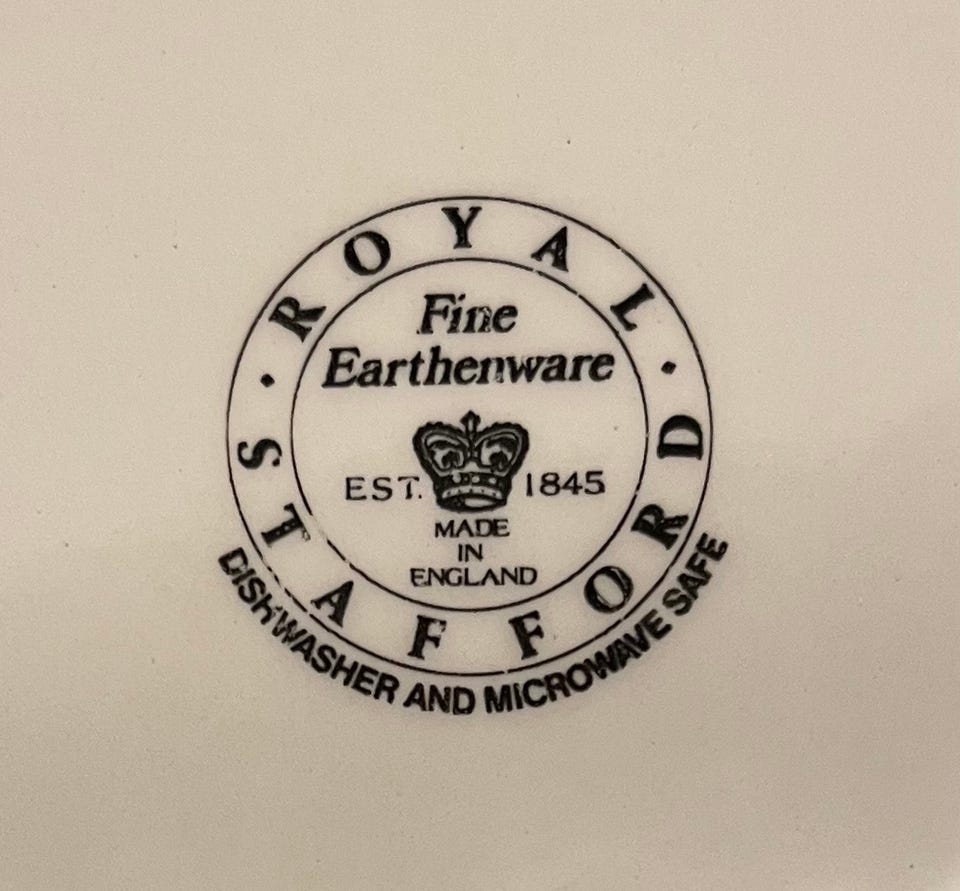 ROYAL
Fine
Earthenware
EST. 1845
MADE
IN
ENGLAND
STAFFORD
DISHWASHER AND MICROWAVE SAFE